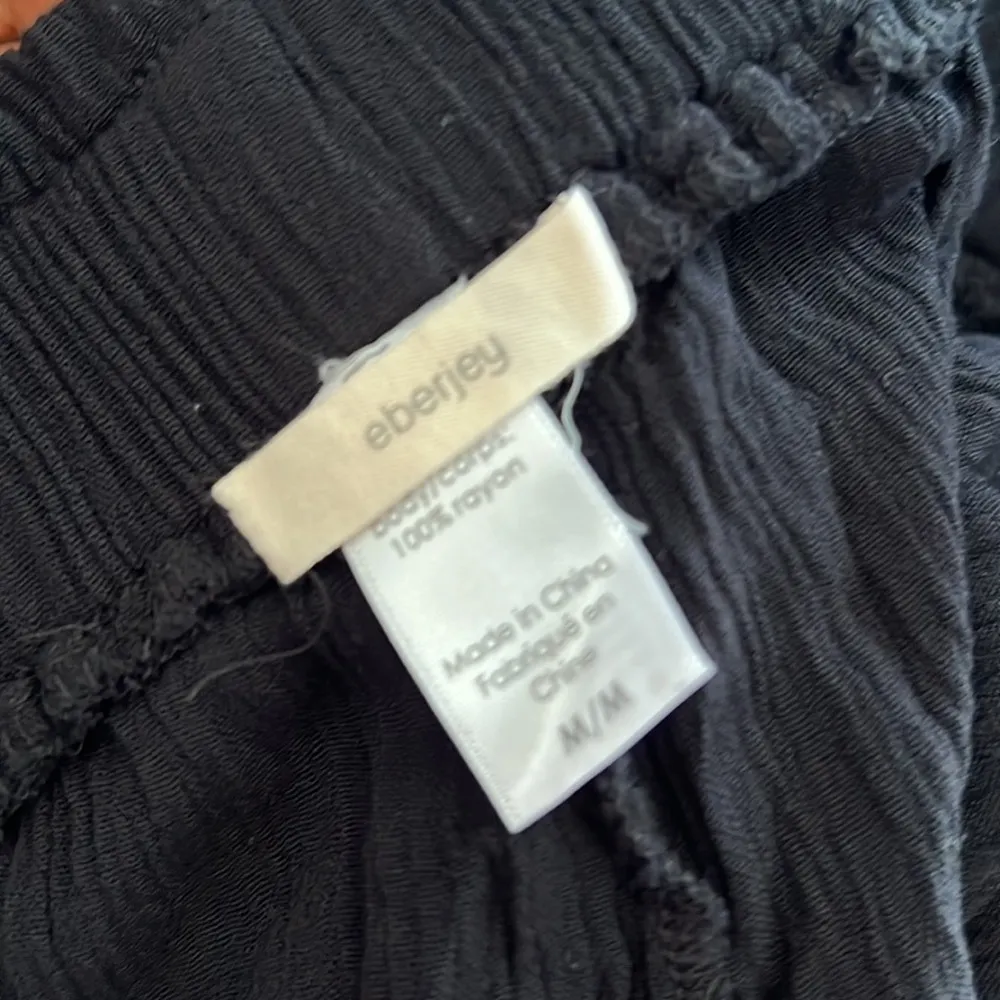 eberjey
body/corps:
100% rayon
Made in China
Fabriqué en
Chine
M/M